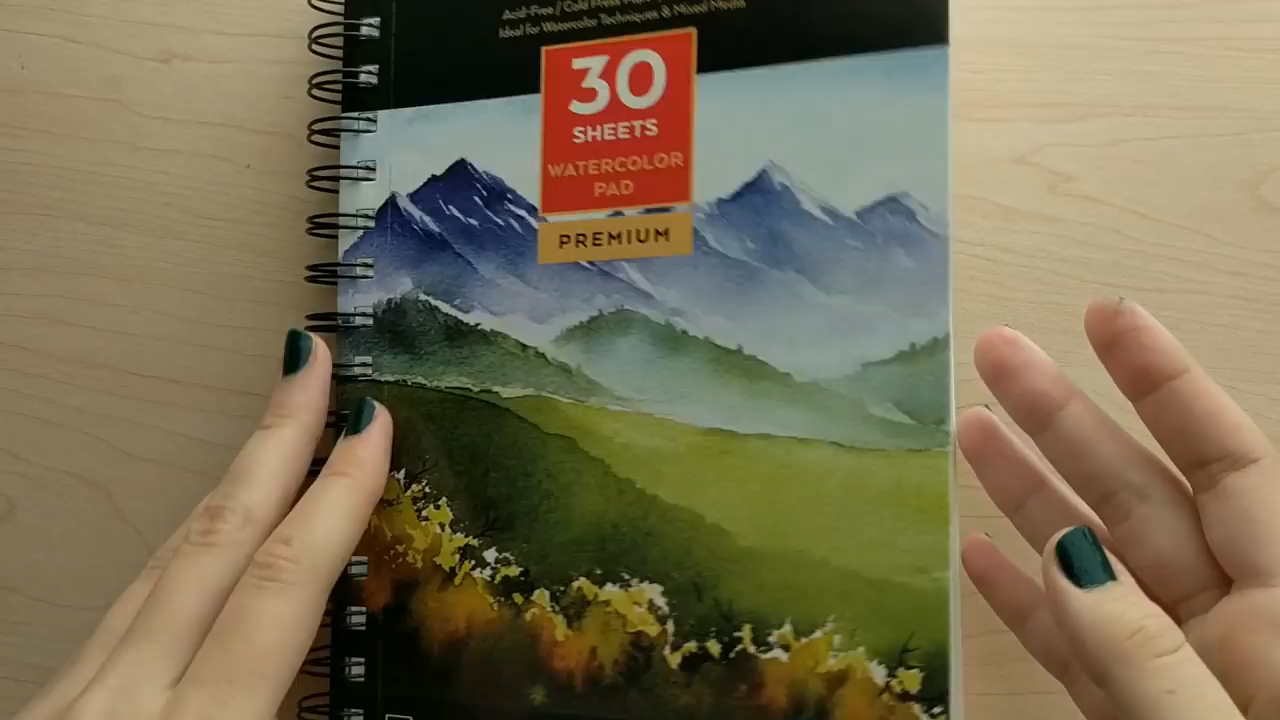 Acid-Free / Cold Press
Ideal for Watercolor Techniques & Mixed Media
30
SHEETS
WATERCOLOR
PAD
PREMIUM